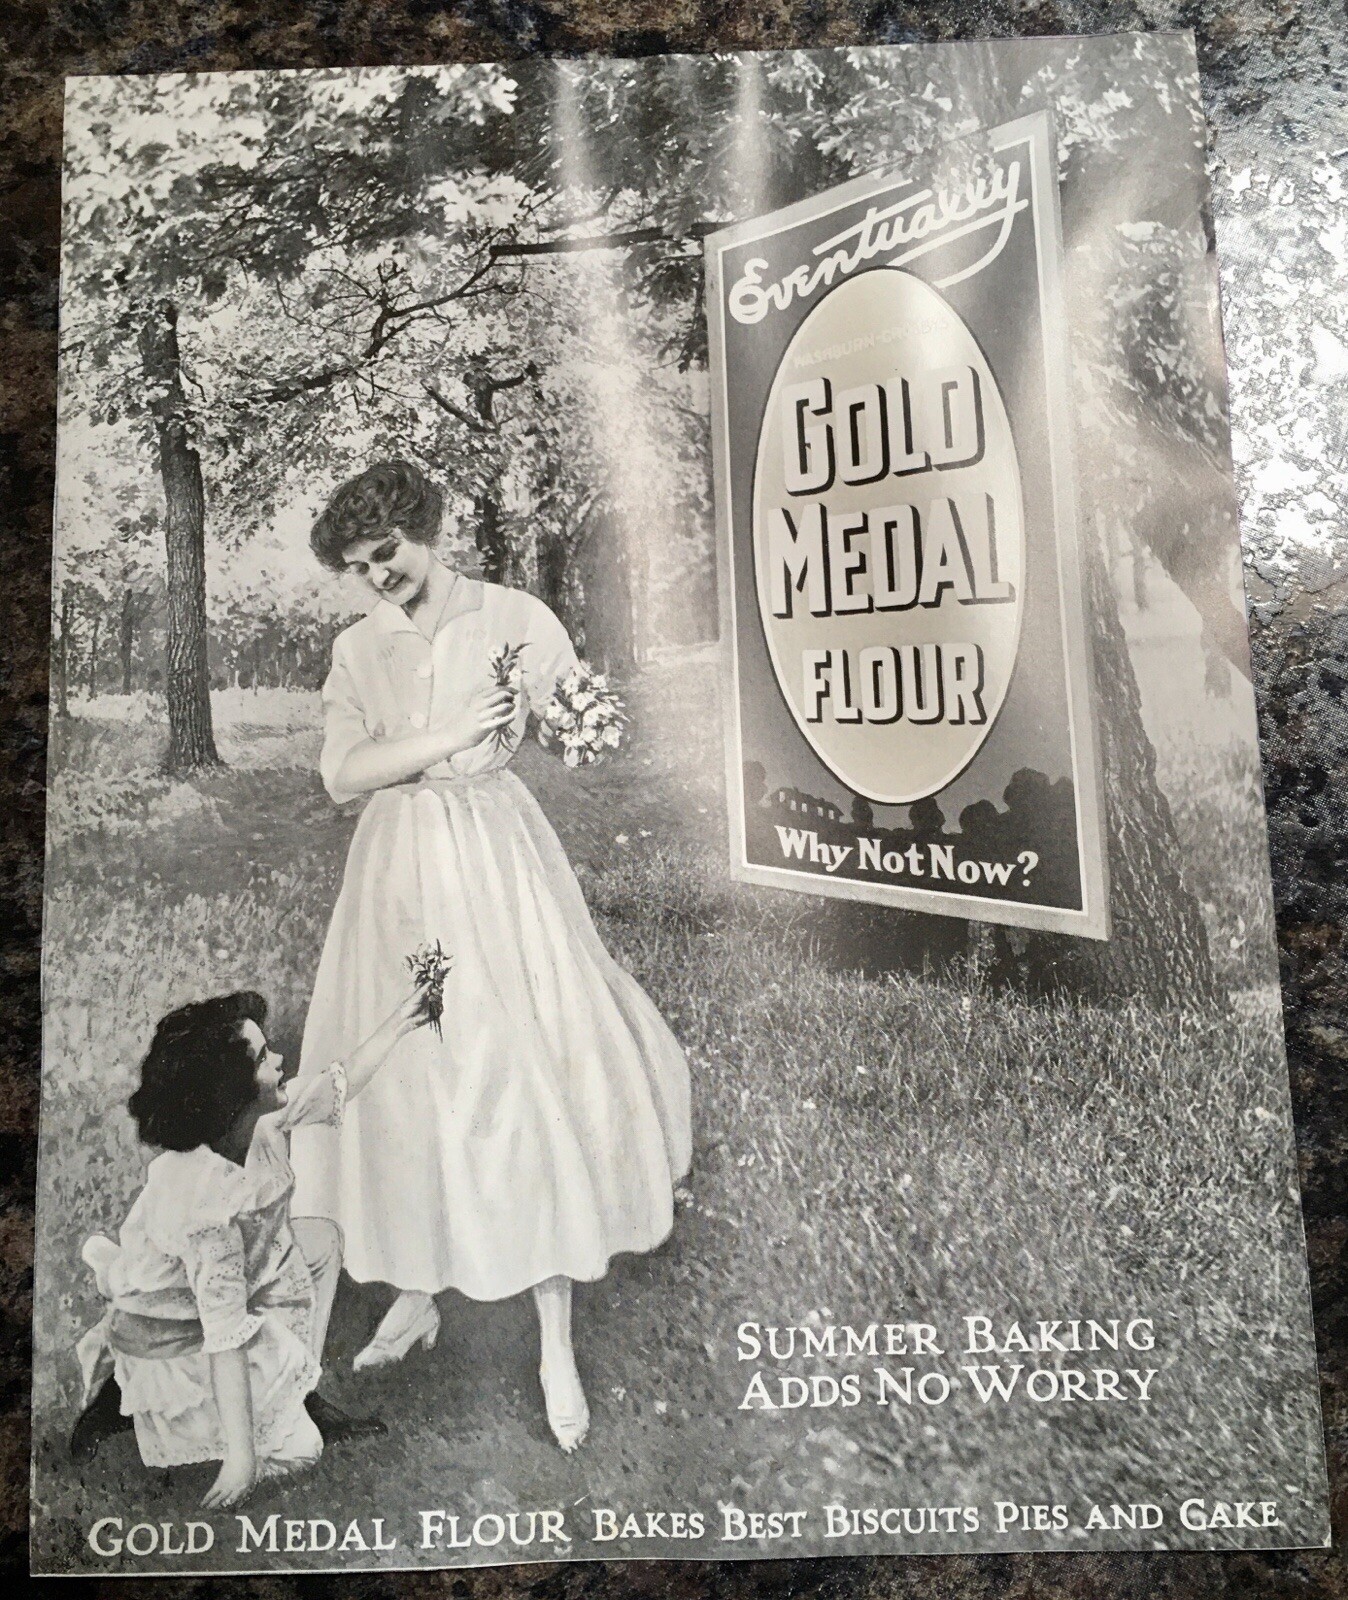 Eventually
WASHBURN-CROSBY'S
GOLD
MEDAL
FLOUR
Why Not Now?
SUMMER BAKING
ADDS NO WORRY
GOLD MEDAL FLOUR BAKES BEST BISCUITS PIES AND CAKE